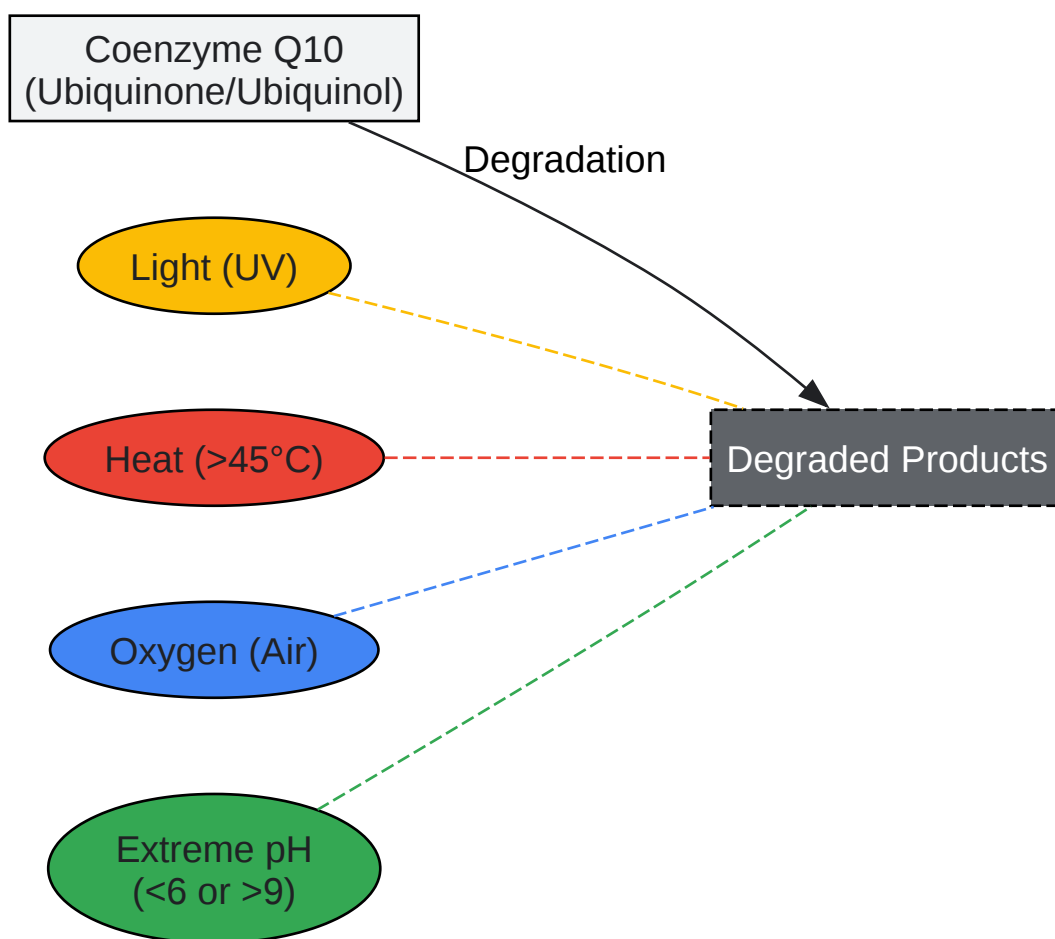 Coenzyme Q10
(Ubiquinone/Ubiquinol)
Degradation
Light (UV)
Heat (>45°C)
Degraded Products
Oxygen (Air)
Extreme pH
(<6 or >9)